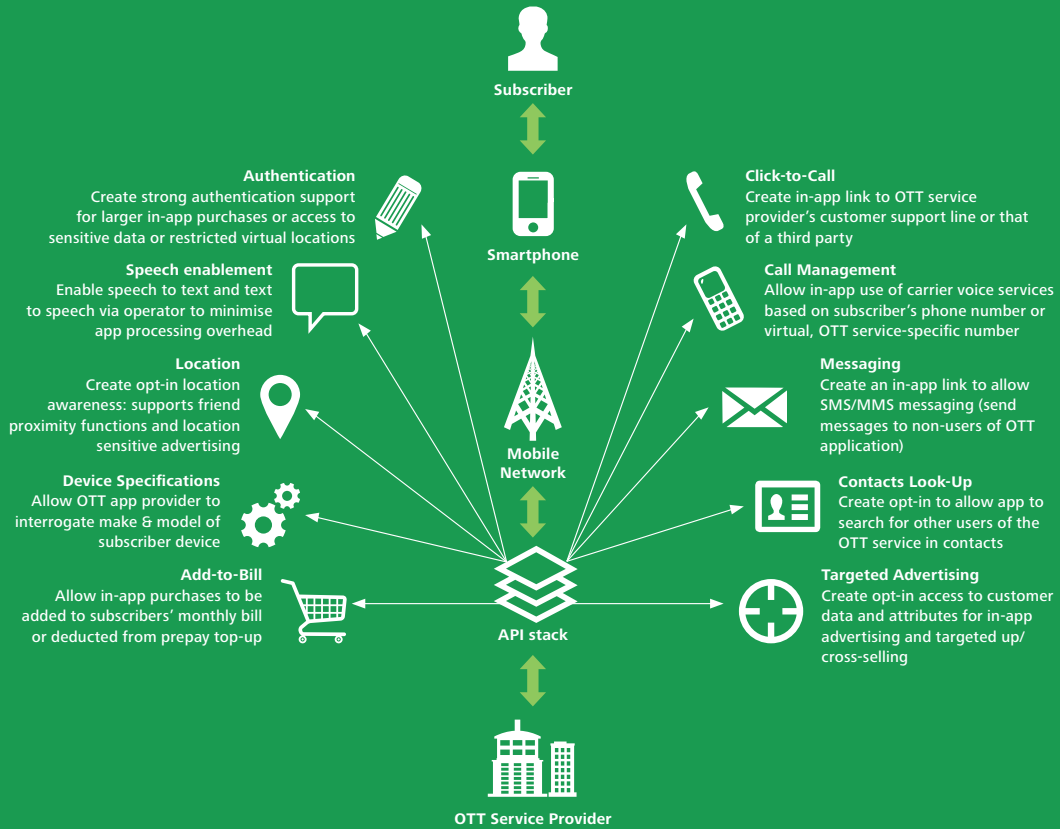 Subscriber
Authentication
Create strong authentication support
for larger in-app purchases or access to
sensitive data or restricted virtual locations
Speech enablement
Enable speech to text and text
to speech via operator to minimise
app processing overhead
Location
Create opt-in location
awareness: supports friend
proximity functions and location
sensitive advertising
Device Specifications
Allow OTT app provider to
interrogate make & model of
subscriber device
Add-to-Bill
Allow in-app purchases to be
added to subscribers' monthly bill
or deducted from prepay top-up
Smartphone
Mobile
Network
API stack
OTT Service Provider
Click-to-Call
Create in-app link to OTT service
provider's customer support line or that
of a third party
Call Management
Allow in-app use of carrier voice services
based on subscriber's phone number or
virtual, OTT service-specific number
Messaging
Create an in-app link to allow
SMS/MMS messaging (send
messages to non-users of OTT
application)
Contacts Look-Up
Create opt-in to allow app to
search for other users of the
OTT service in contacts
Targeted Advertising
Create opt-in access to customer
data and attributes for in-app
advertising and targeted up/
cross-selling